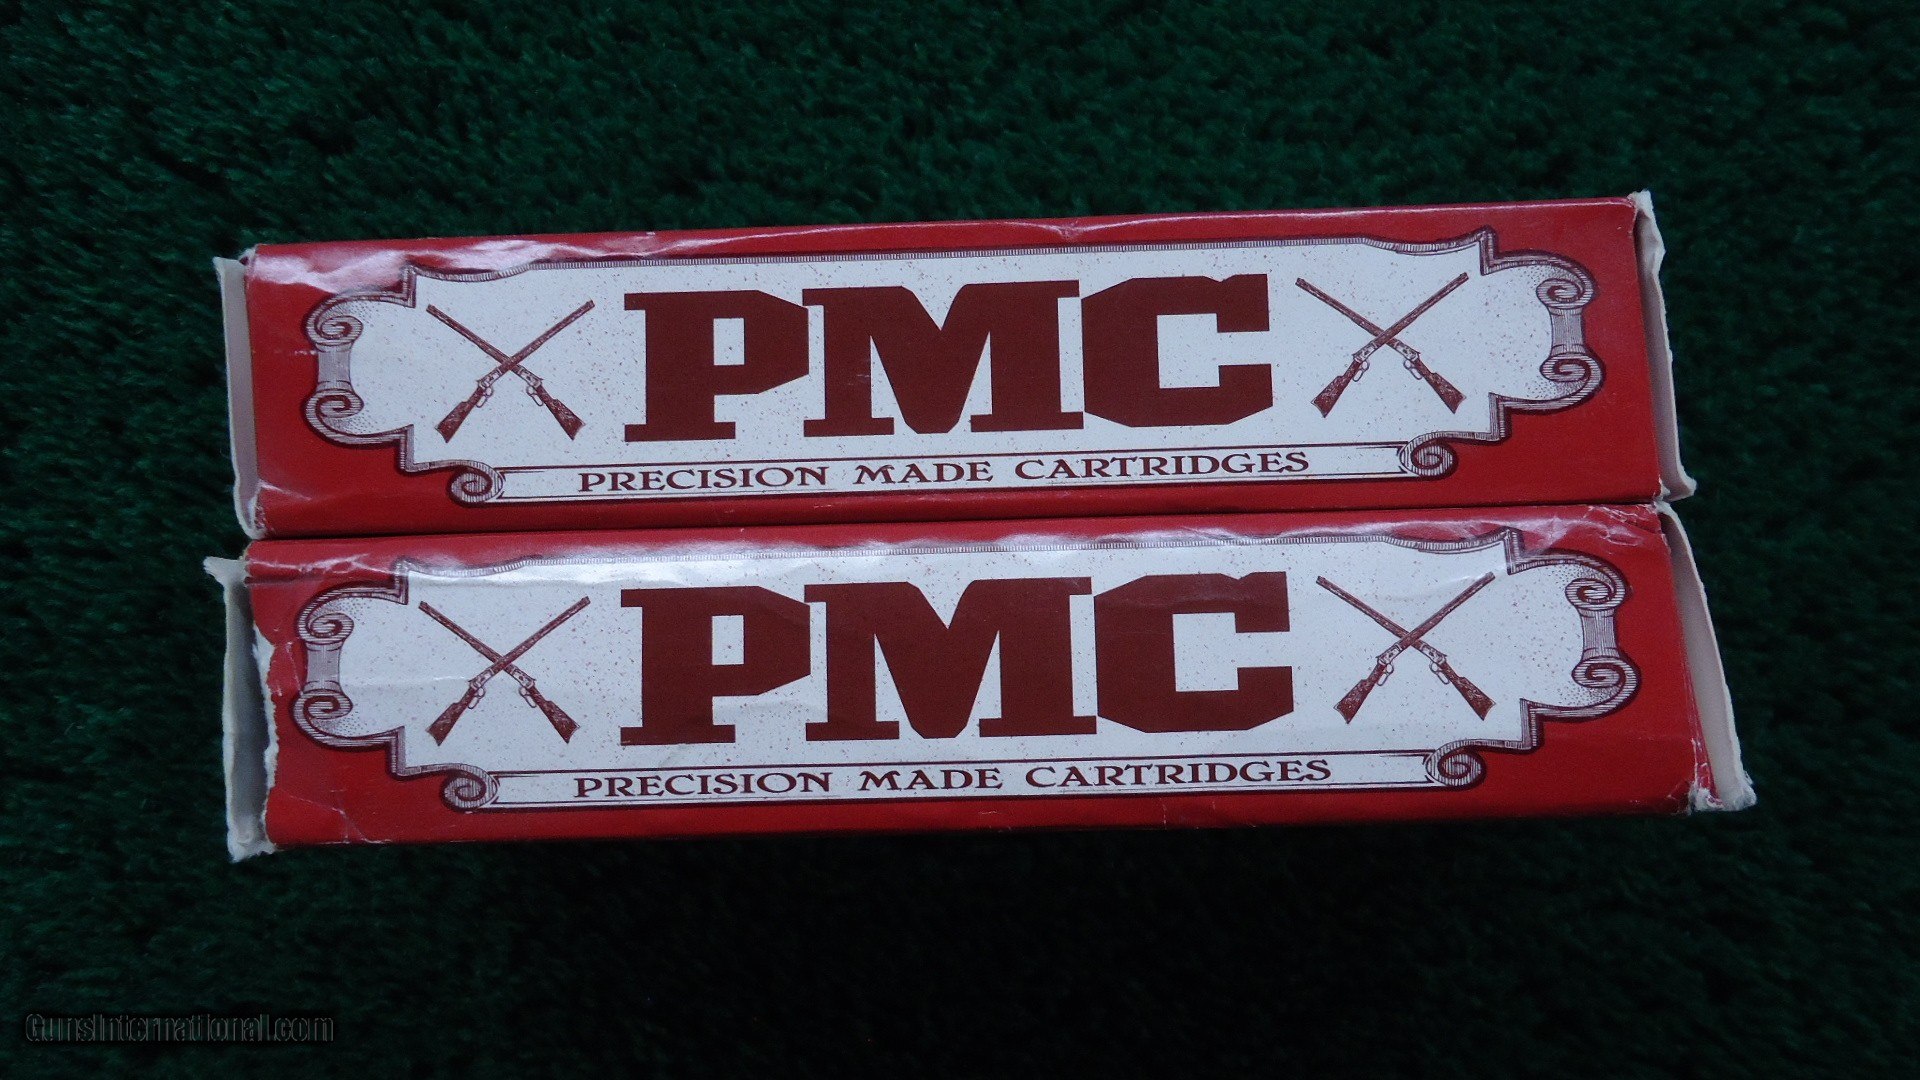 PMC
PRECISION MADE CARTRIDGES
PMC
PRECISION MADE CARTRIDGES
GunsInternational.com